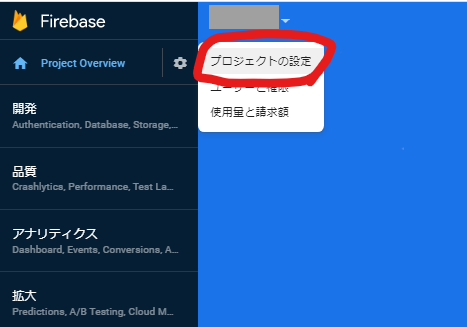 Firebase
Project Overview
プロジェクトの設定
ユーザーと権限
使用量と請求額
開発
Authentication, Database, Storage,...
品質
Crashlytics, Performance, Test La...
アナリティクス
Dashboard, Events, Conversions, A...
拡大
Predictions, A/B Testing, Cloud M...